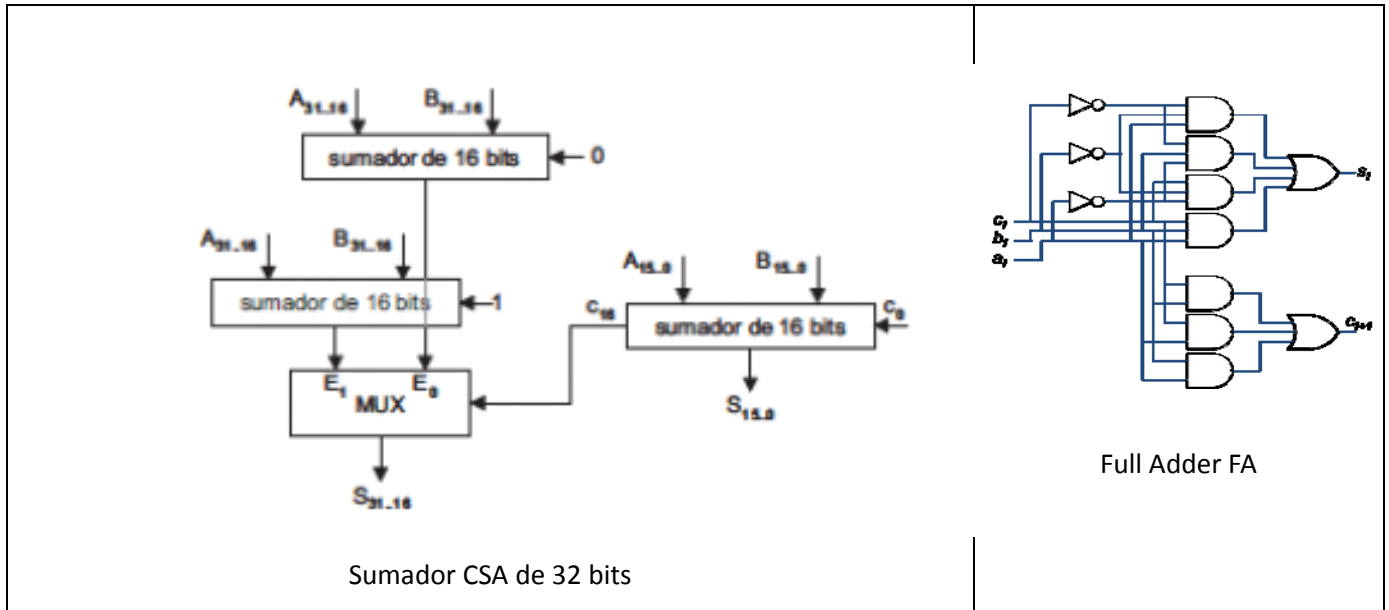 A31..16 B31..16
sumador de 16 bits 0
A31..16 B31..16
sumador de 16 bits 1
A15..0 B15..0
c16 sumador de 16 bits c0
E1 E0
MUX
S15..0
S31..16
Sumador CSA de 32 bits
ci
bi
ai
si
ci+1
Full Adder FA